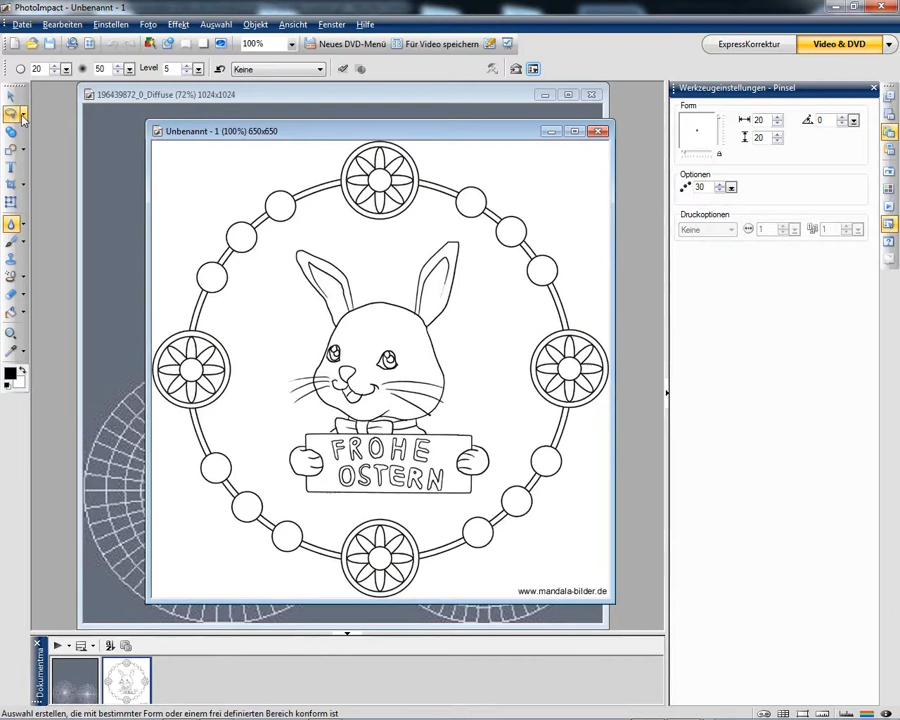 PhotoImpact - Unbenannt - 1
Datei Bearbeiten Einstellen Foto Effekt Auswahl Objekt Ansicht Fenster Hilfe
100% Neues DVD-Menü Für Video speichern ExpressKorrektur Video & DVD
20 50 Level 5 Keine
196439872_0_Diffuse (72%) 1024x1024
Unbenannt - 1 (100%) 650x650
FROHE
OSTERN
www.mandala-bilder.de
Werkzeugeinstellungen - Pinsel
Form
20 0
20
Optionen
30
Druckoptionen
Keine 1 1
Dokumentma
Auswahl erstellen, die mit bestimmter Form oder einem frei definierten Bereich konform ist